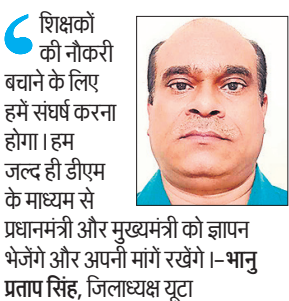 शिक्षकों
की नौकरी
बचाने के लिए
हमें संघर्ष करना
होगा। हम
जल्द ही डीएम
के माध्यम से
प्रधानमंत्री और मुख्यमंत्री को ज्ञापन
भेजेंगे और अपनी मांगें रखेंगे।–भानु
प्रताप सिंह, जिलाध्यक्ष यूटा